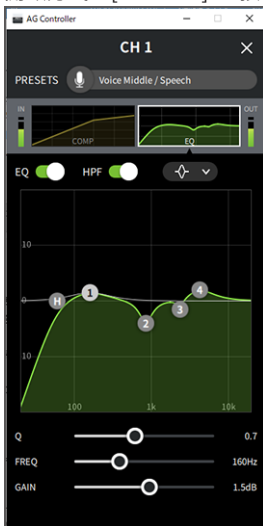 AG Controller
CH 1
PRESETS Voice Middle / Speech
IN OUT
COMP EQ
EQ HPF
10
H 1 4
0
3
2
10
100 1k 10k
Q 0.7
FREQ 160Hz
GAIN 1.5dB